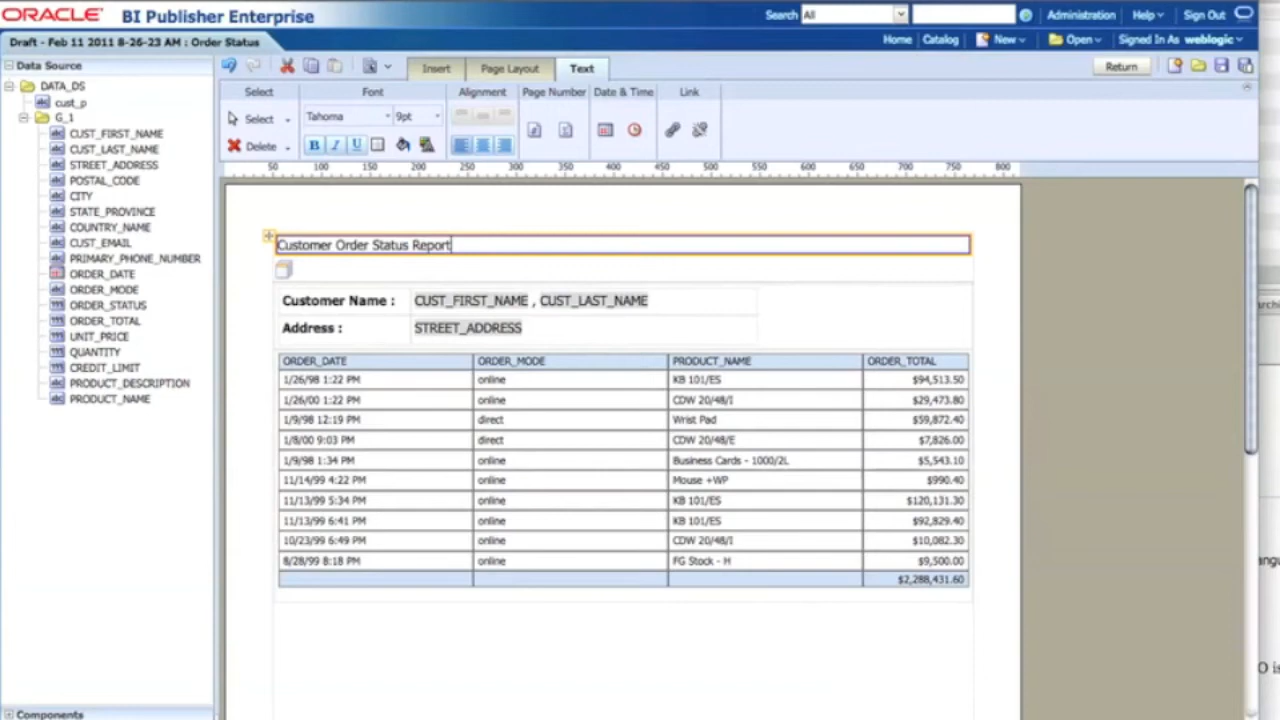 ORACLE BI Publisher Enterprise Search All Administration Help Sign Out
Draft - Feb 11 2011 8-26-23 AM : Order Status Home Catalog New Open Signed In As weblogic
Data Source Insert Page Layout Text Return
DATA_DS
cust_p
G_1
CUST_FIRST_NAME
CUST_LAST_NAME
STREET_ADDRESS
POSTAL_CODE
CITY
STATE_PROVINCE
COUNTRY_NAME
CUST_EMAIL
PRIMARY_PHONE_NUMBER
ORDER_DATE
ORDER_MODE
ORDER_STATUS
ORDER_TOTAL
UNIT_PRICE
QUANTITY
CREDIT_LIMIT
PRODUCT_DESCRIPTION
PRODUCT_NAME
Components
Select Font Alignment Page Number Date & Time Link
Select Tahoma 9pt
Delete B I U
50 100 150 200 250 300 350 400 450 500 550 600 650 700 750 800
Customer Order Status Report
Customer Name : CUST_FIRST_NAME , CUST_LAST_NAME
Address : STREET_ADDRESS
ORDER_DATE ORDER_MODE PRODUCT_NAME ORDER_TOTAL
1/26/98 1:22 PM online KB 101/ES $94,513.50
1/26/00 1:22 PM online CDW 20/48/I $29,473.80
1/9/98 12:19 PM direct Wrist Pad $59,872.40
1/8/00 9:03 PM direct CDW 20/48/E $7,826.00
1/9/98 1:34 PM online Business Cards - 1000/2L $5,543.10
11/14/99 4:22 PM online Mouse +WP $990.40
11/13/99 5:34 PM online KB 101/ES $120,131.30
11/13/99 6:41 PM online KB 101/ES $92,829.40
10/23/99 6:49 PM online CDW 20/48/I $10,082.30
8/28/99 8:18 PM online FG Stock - H $9,500.00
$2,288,431.60